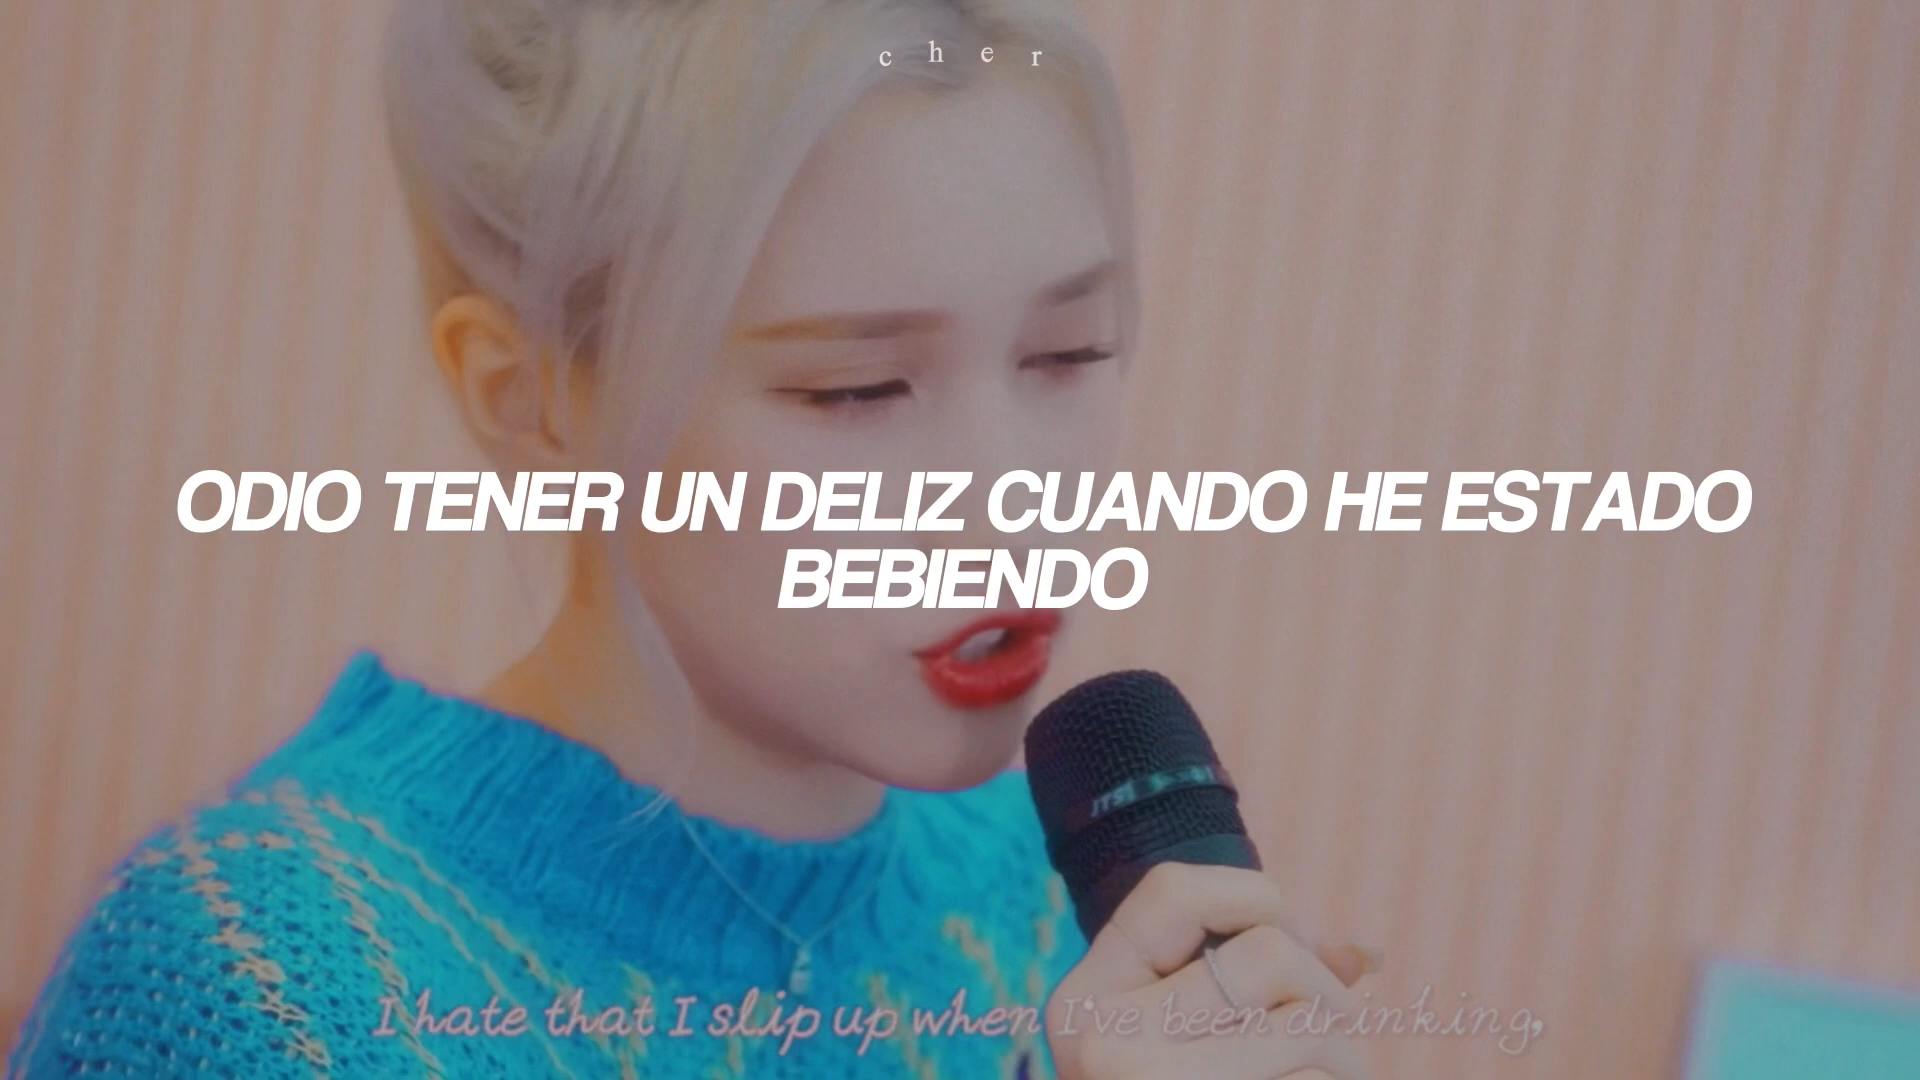 c h e r
ODIO TENER UN DELIZ CUANDO HE ESTADO
BEBIENDO
I hate that I slip up when I've been drinking,